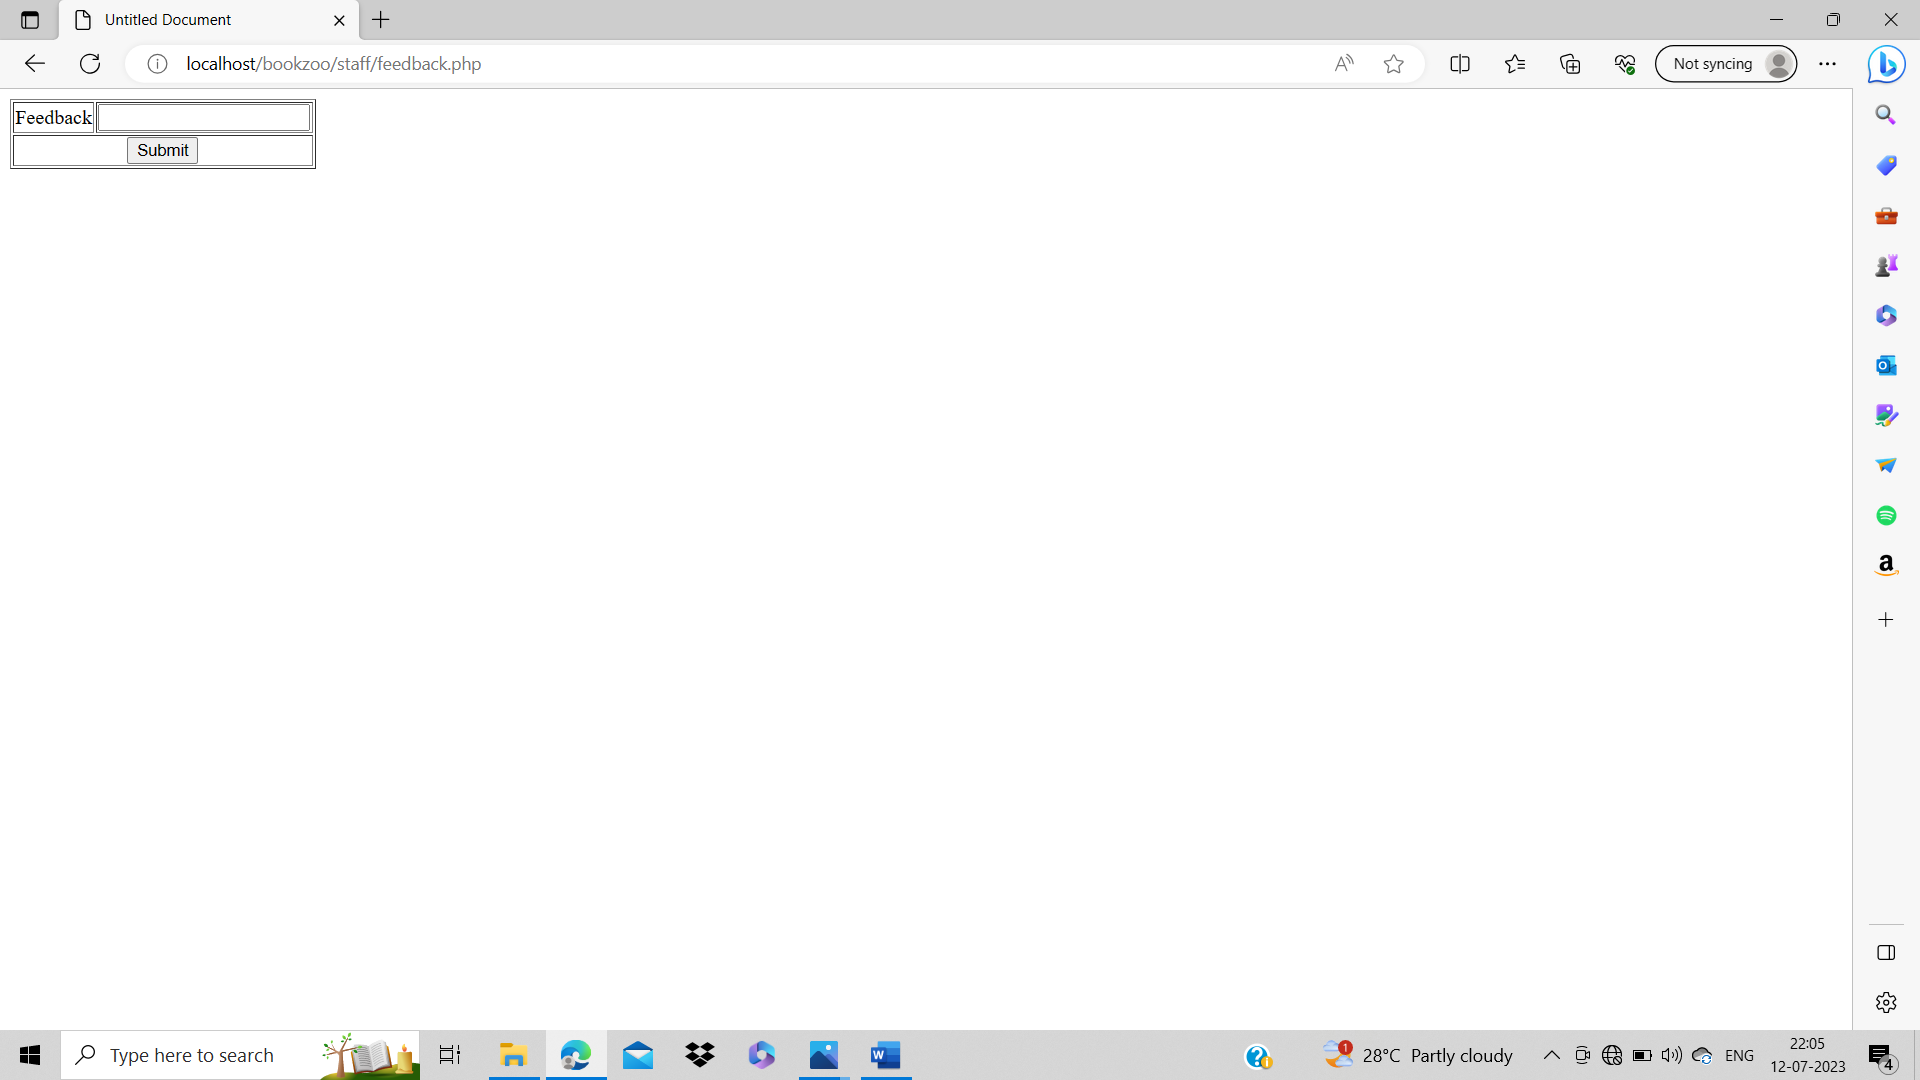 Untitled Document
localhost/bookzoo/staff/feedback.php
Not syncing
Feedback
Submit
Type here to search
1
28°C Partly cloudy
ENG
22:05
12-07-2023
4